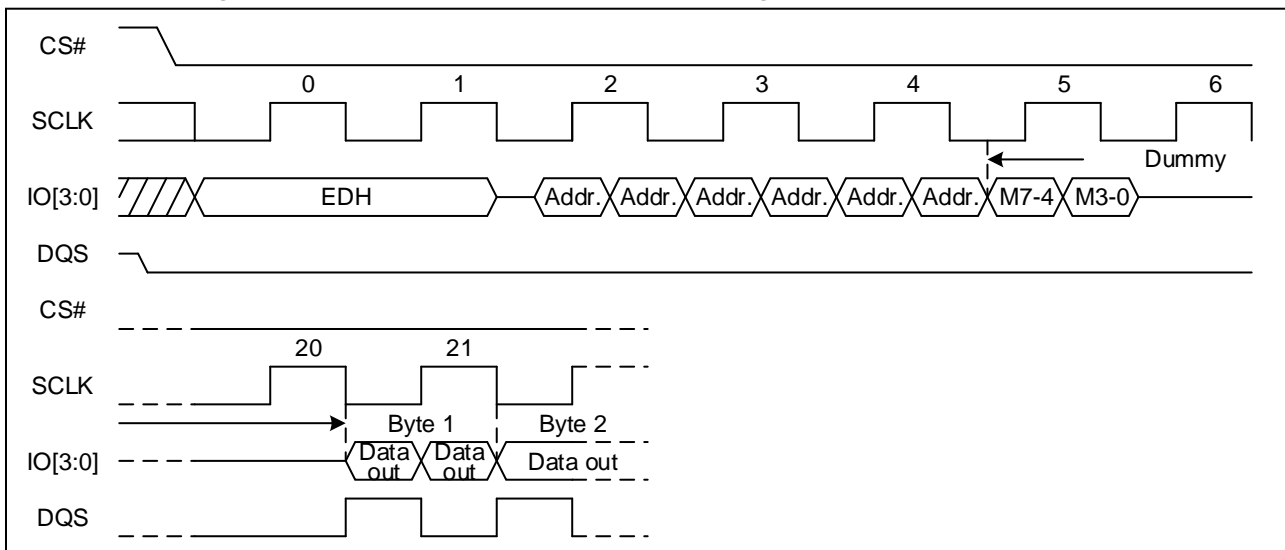 CS#
0 1 2 3 4 5 6
SCLK
Dummy
IO[3:0] EDH Addr. Addr. Addr. Addr. Addr. Addr. M7-4 M3-0
DQS
CS#
20 21
SCLK
Byte 1 Byte 2
IO[3:0] Data out Data out Data out
DQS